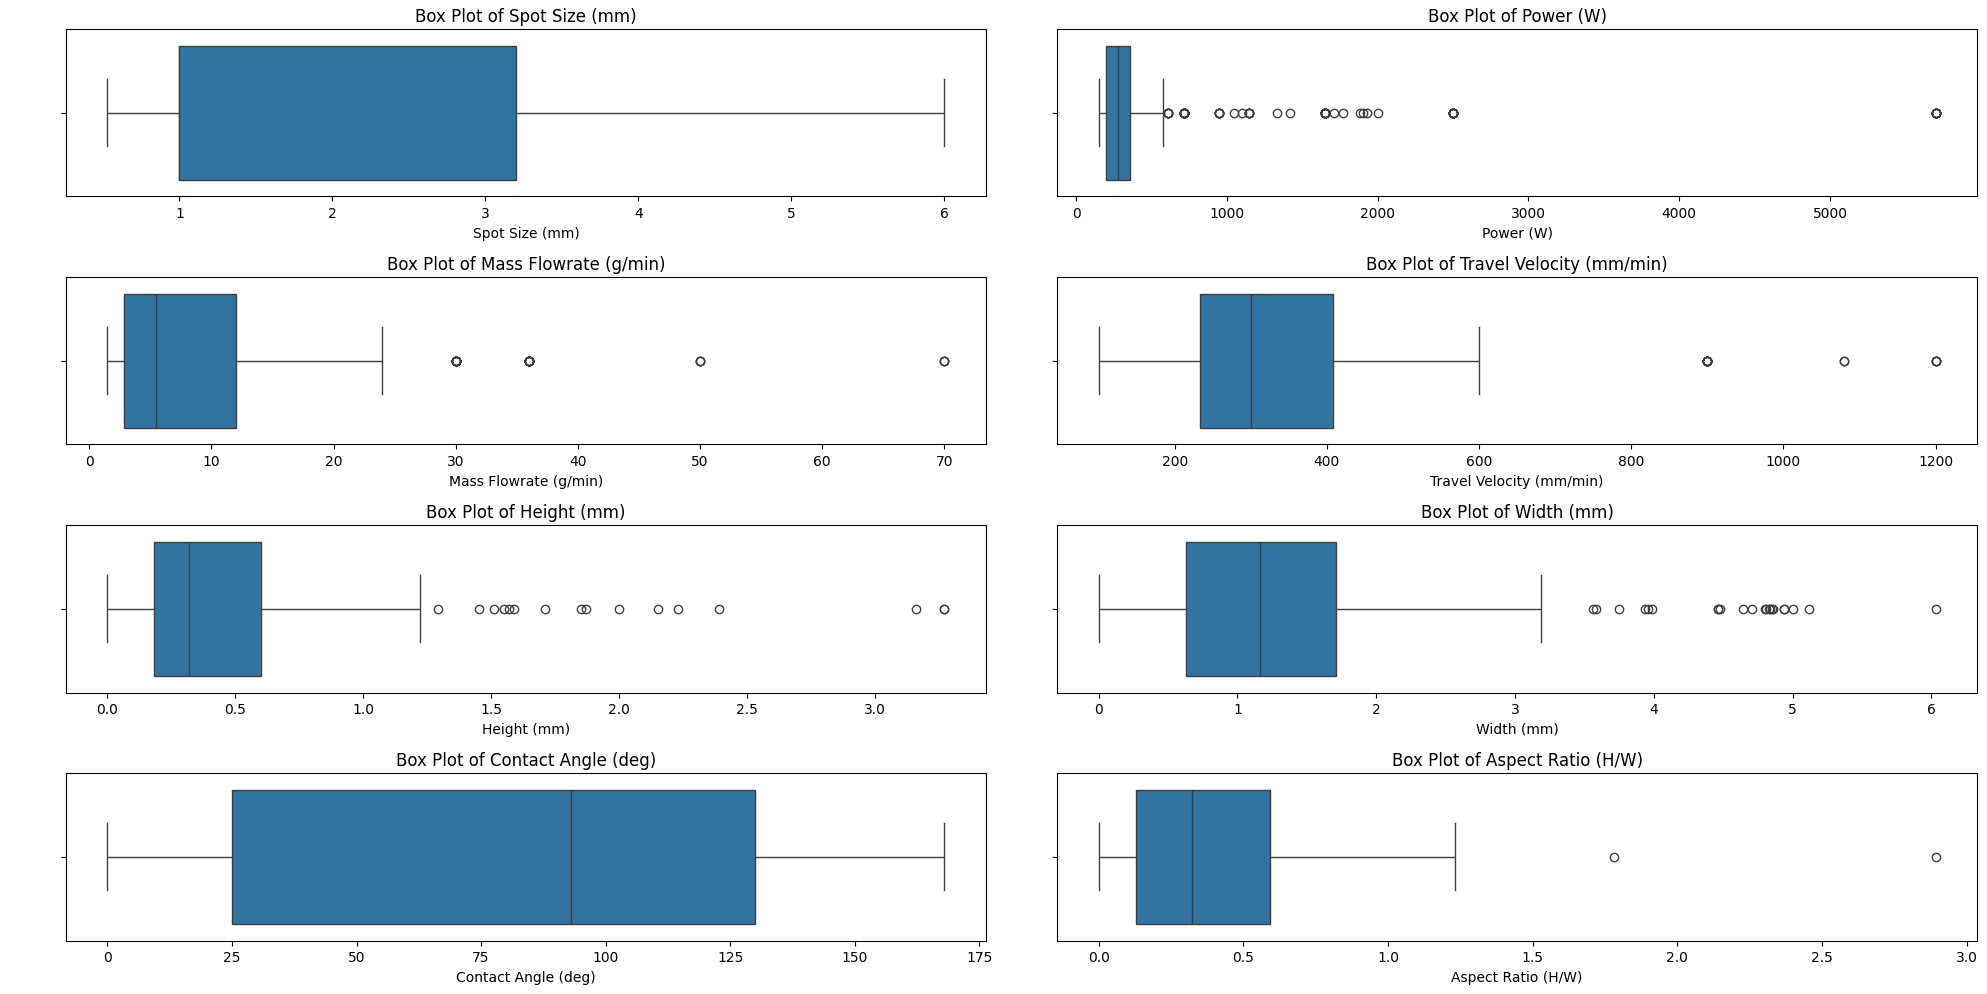 Box Plot of Spot Size (mm)
1 2 3 4 5 6
Spot Size (mm)
Box Plot of Power (W)
0 1000 2000 3000 4000 5000
Power (W)
Box Plot of Mass Flowrate (g/min)
0 10 20 30 40 50 60 70
Mass Flowrate (g/min)
Box Plot of Travel Velocity (mm/min)
200 400 600 800 1000 1200
Travel Velocity (mm/min)
Box Plot of Height (mm)
0.0 0.5 1.0 1.5 2.0 2.5 3.0
Height (mm)
Box Plot of Width (mm)
0 1 2 3 4 5 6
Width (mm)
Box Plot of Contact Angle (deg)
0 25 50 75 100 125 150 175
Contact Angle (deg)
Box Plot of Aspect Ratio (H/W)
0.0 0.5 1.0 1.5 2.0 2.5 3.0
Aspect Ratio (H/W)